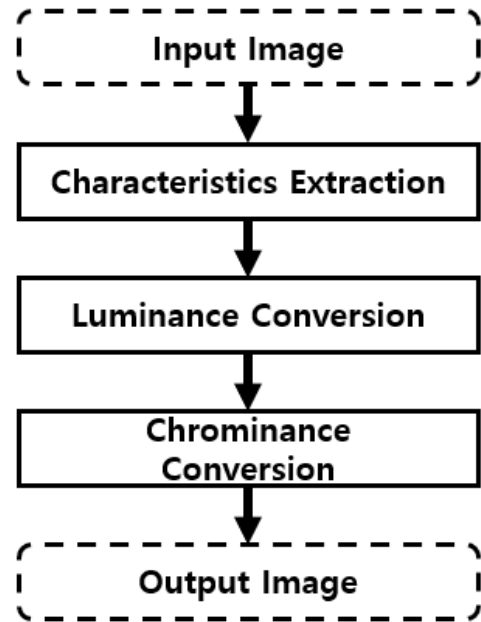 Input Image
Characteristics Extraction
Luminance Conversion
Chrominance
Conversion
Output Image